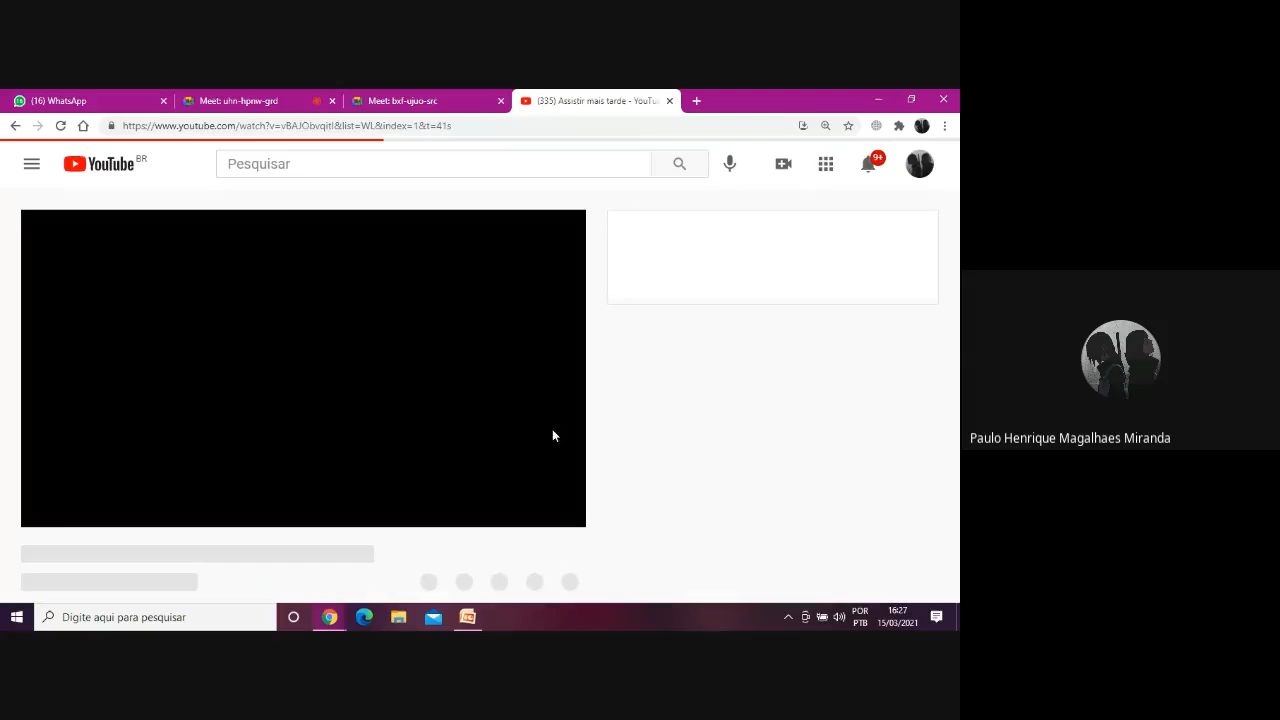 (16) WhatsApp
Meet: uhn-hpnw-grd
Meet: bxf-ujuo-src
(335) Assistir mais tarde - YouTu
https://www.youtube.com/watch?v=vBAJObvqitI&list=WL&index=1&t=41s
YouTube BR
Pesquisar
9+
Paulo Henrique Magalhaes Miranda
Digite aqui para pesquisar
POR
PTB
16:27
15/03/2021